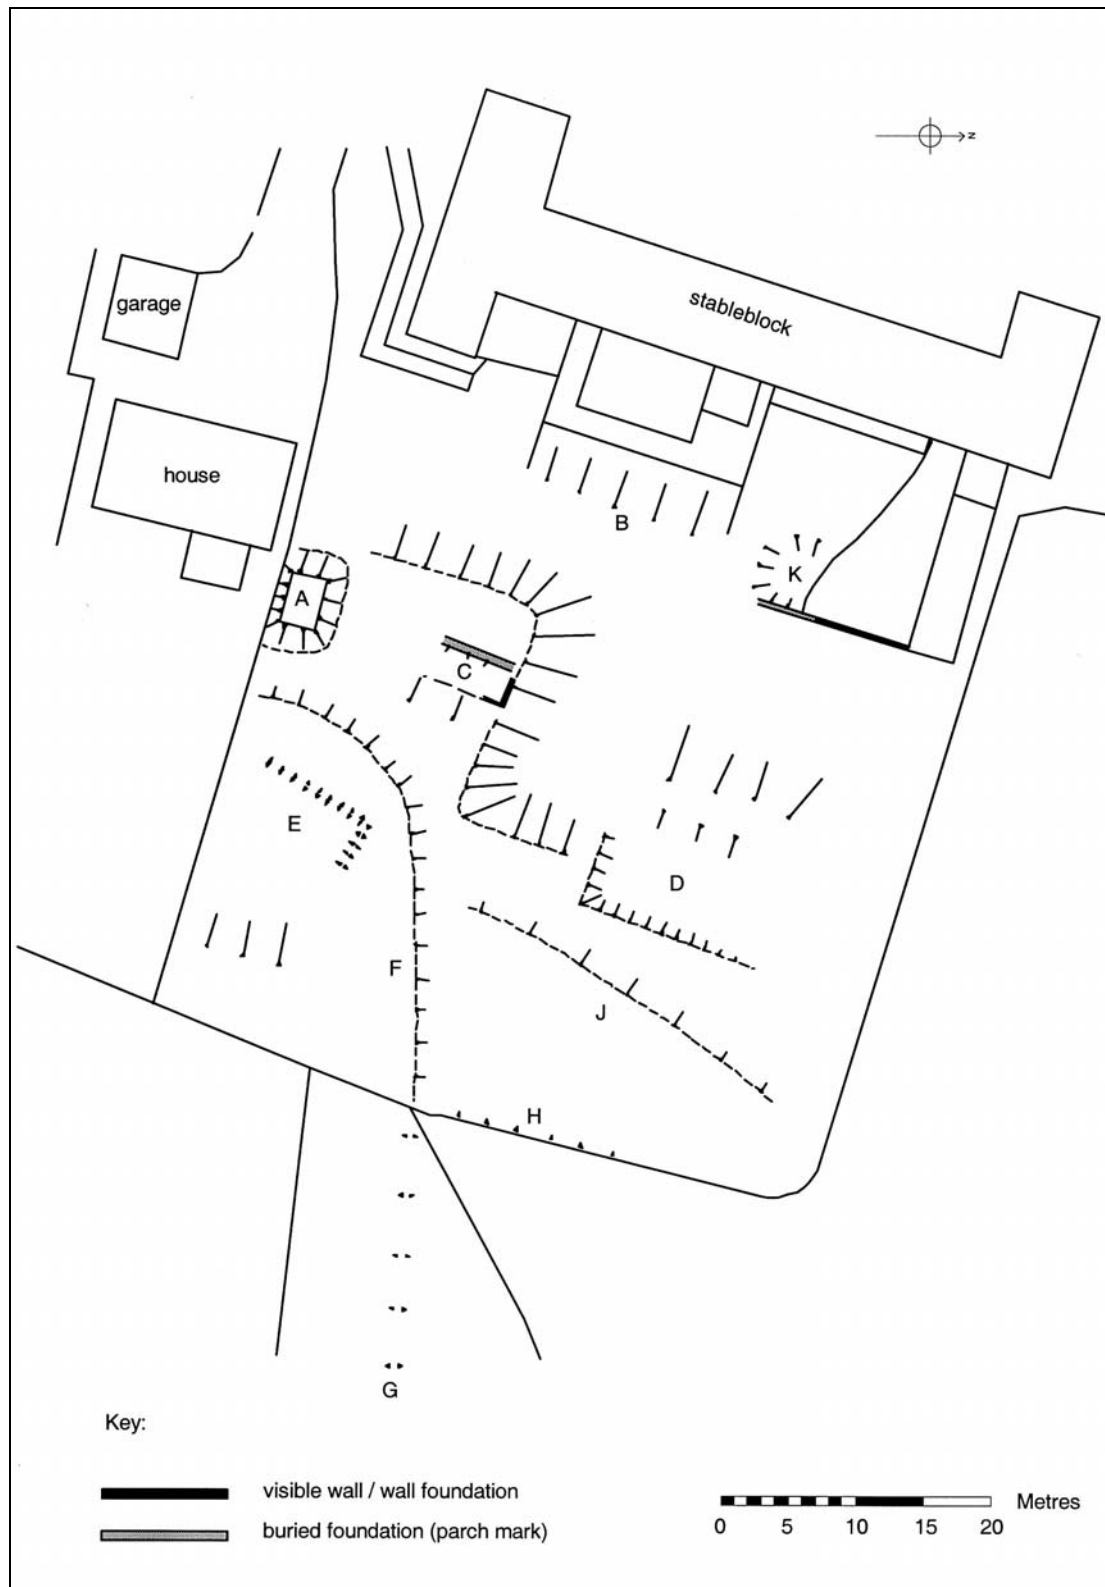 N
garage
stableblock
house
B
K
A
C
E
D
F
J
H
G
Key:
visible wall / wall foundation
buried foundation (parch mark)
Metres
0 5 10 15 20